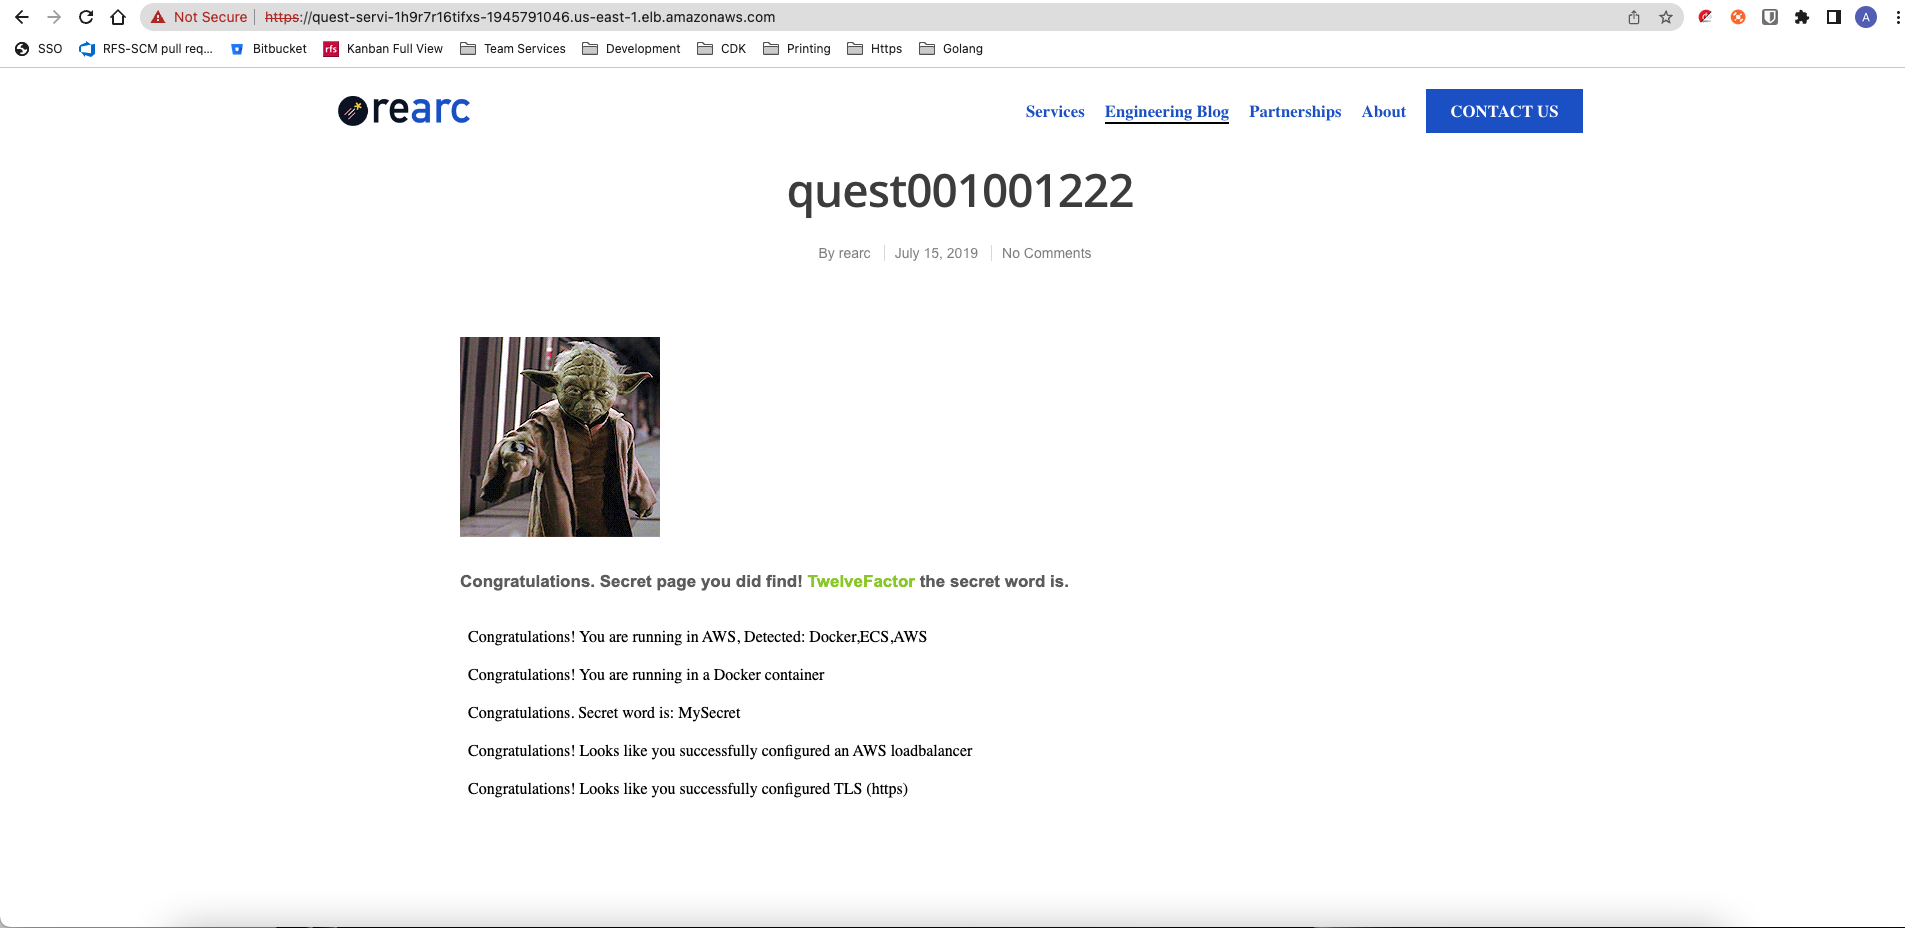 Not Secure https://quest-servi-1h9r7r16tifxs-1945791046.us-east-1.elb.amazonaws.com A
SSO RFS-SCM pull req... Bitbucket rfs Kanban Full View Team Services Development CDK Printing Https Golang
rearc Services Engineering Blog Partnerships About CONTACT US
quest001001222
By rearc July 15, 2019 No Comments
Congratulations. Secret page you did find! TwelveFactor the secret word is.
Congratulations! You are running in AWS, Detected: Docker,ECS,AWS
Congratulations! You are running in a Docker container
Congratulations. Secret word is: MySecret
Congratulations! Looks like you successfully configured an AWS loadbalancer
Congratulations! Looks like you successfully configured TLS (https)